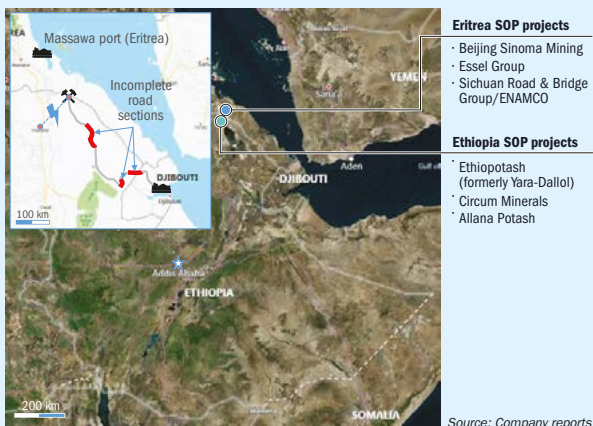 Massawa port (Eritrea)
Incomplete
road
sections
DJIBOUTI
100 km
YEMEN
Sana'a
Aden
DJIBOUTI
Addis Ababa
ETHIOPIA
200 km
SOMALIA
Eritrea SOP projects
· Beijing Sinoma Mining
· Essel Group
· Sichuan Road & Bridge
Group/ENAMCO
Ethiopia SOP projects
· Ethiopotash
(formerly Yara-Dallol)
· Circum Minerals
· Allana Potash
Source: Company reports